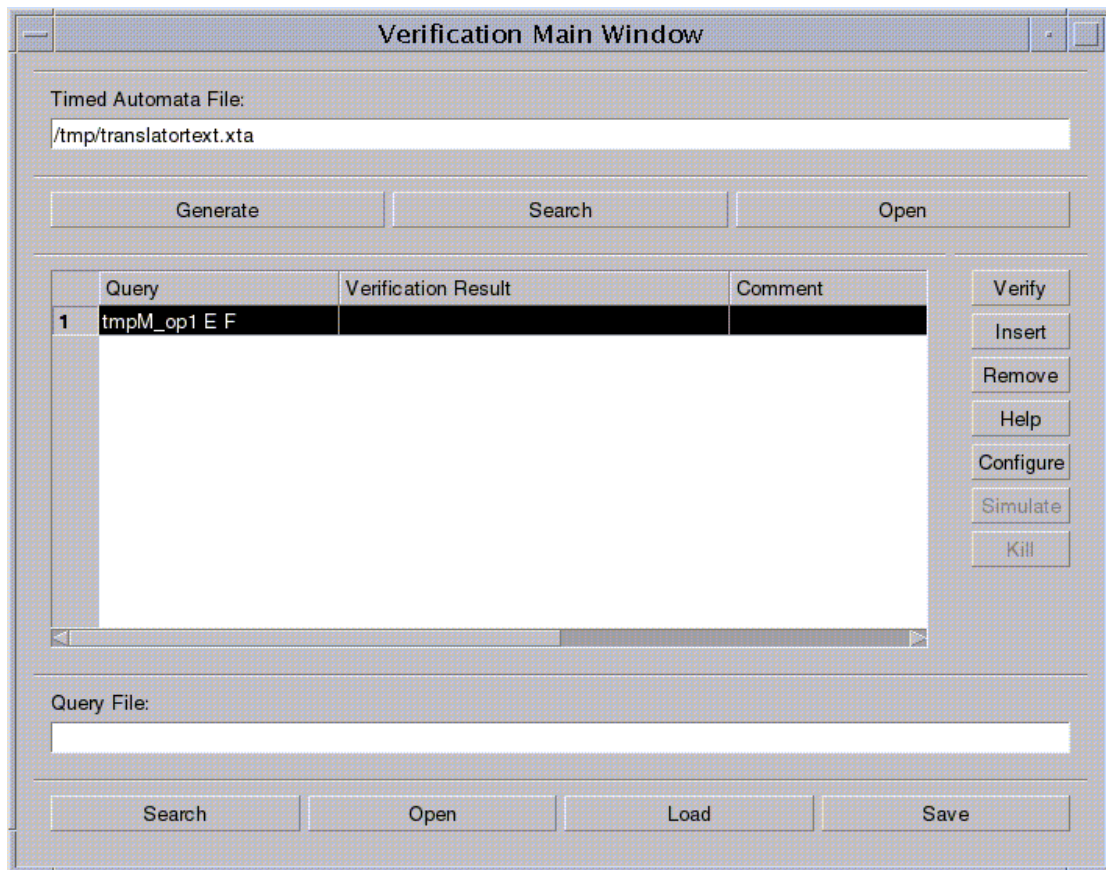 Verification Main Window
Timed Automata File:
/tmp/translatortext.xta
Generate Search Open
Query Verification Result Comment
1 tmpM_op1 E F
Verify
Insert
Remove
Help
Configure
Simulate
Kill
Query File:
Search Open Load Save